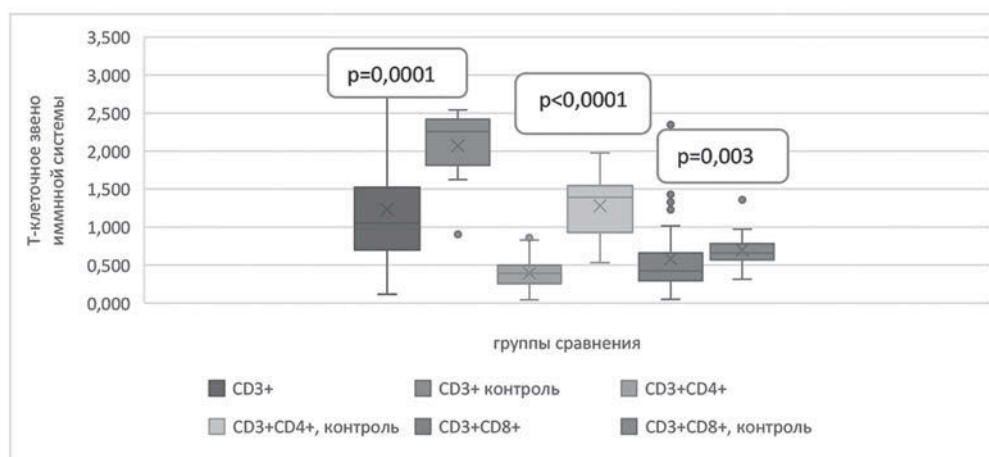 3,500
3,000
2,500
2,000
1,500
1,000
0,500
0,000
Т-клеточное звено
иммнной системы
p=0,0001
p<0,0001
p=0,003
группы сравнения
CD3+
CD3+ контроль
CD3+CD4+
CD3+CD4+, контроль
CD3+CD8+
CD3+CD8+, контроль